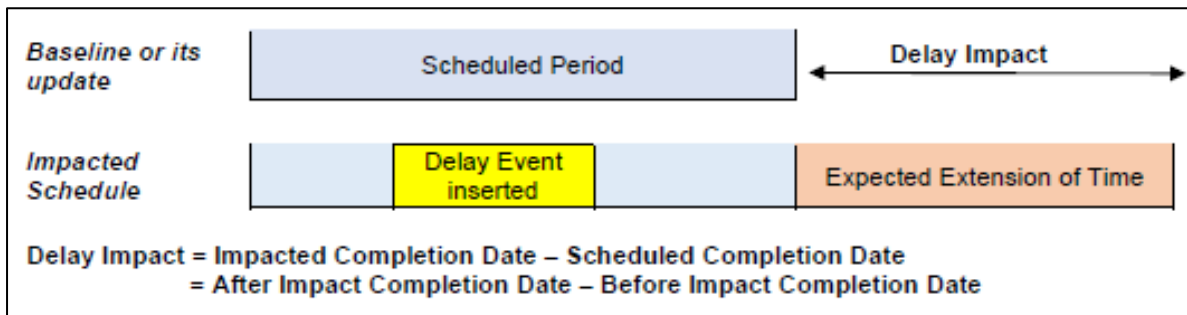 Baseline or its
update
Scheduled Period
Delay Impact
Impacted
Schedule
Delay Event
inserted
Expected Extension of Time
Delay Impact = Impacted Completion Date – Scheduled Completion Date
= After Impact Completion Date – Before Impact Completion Date